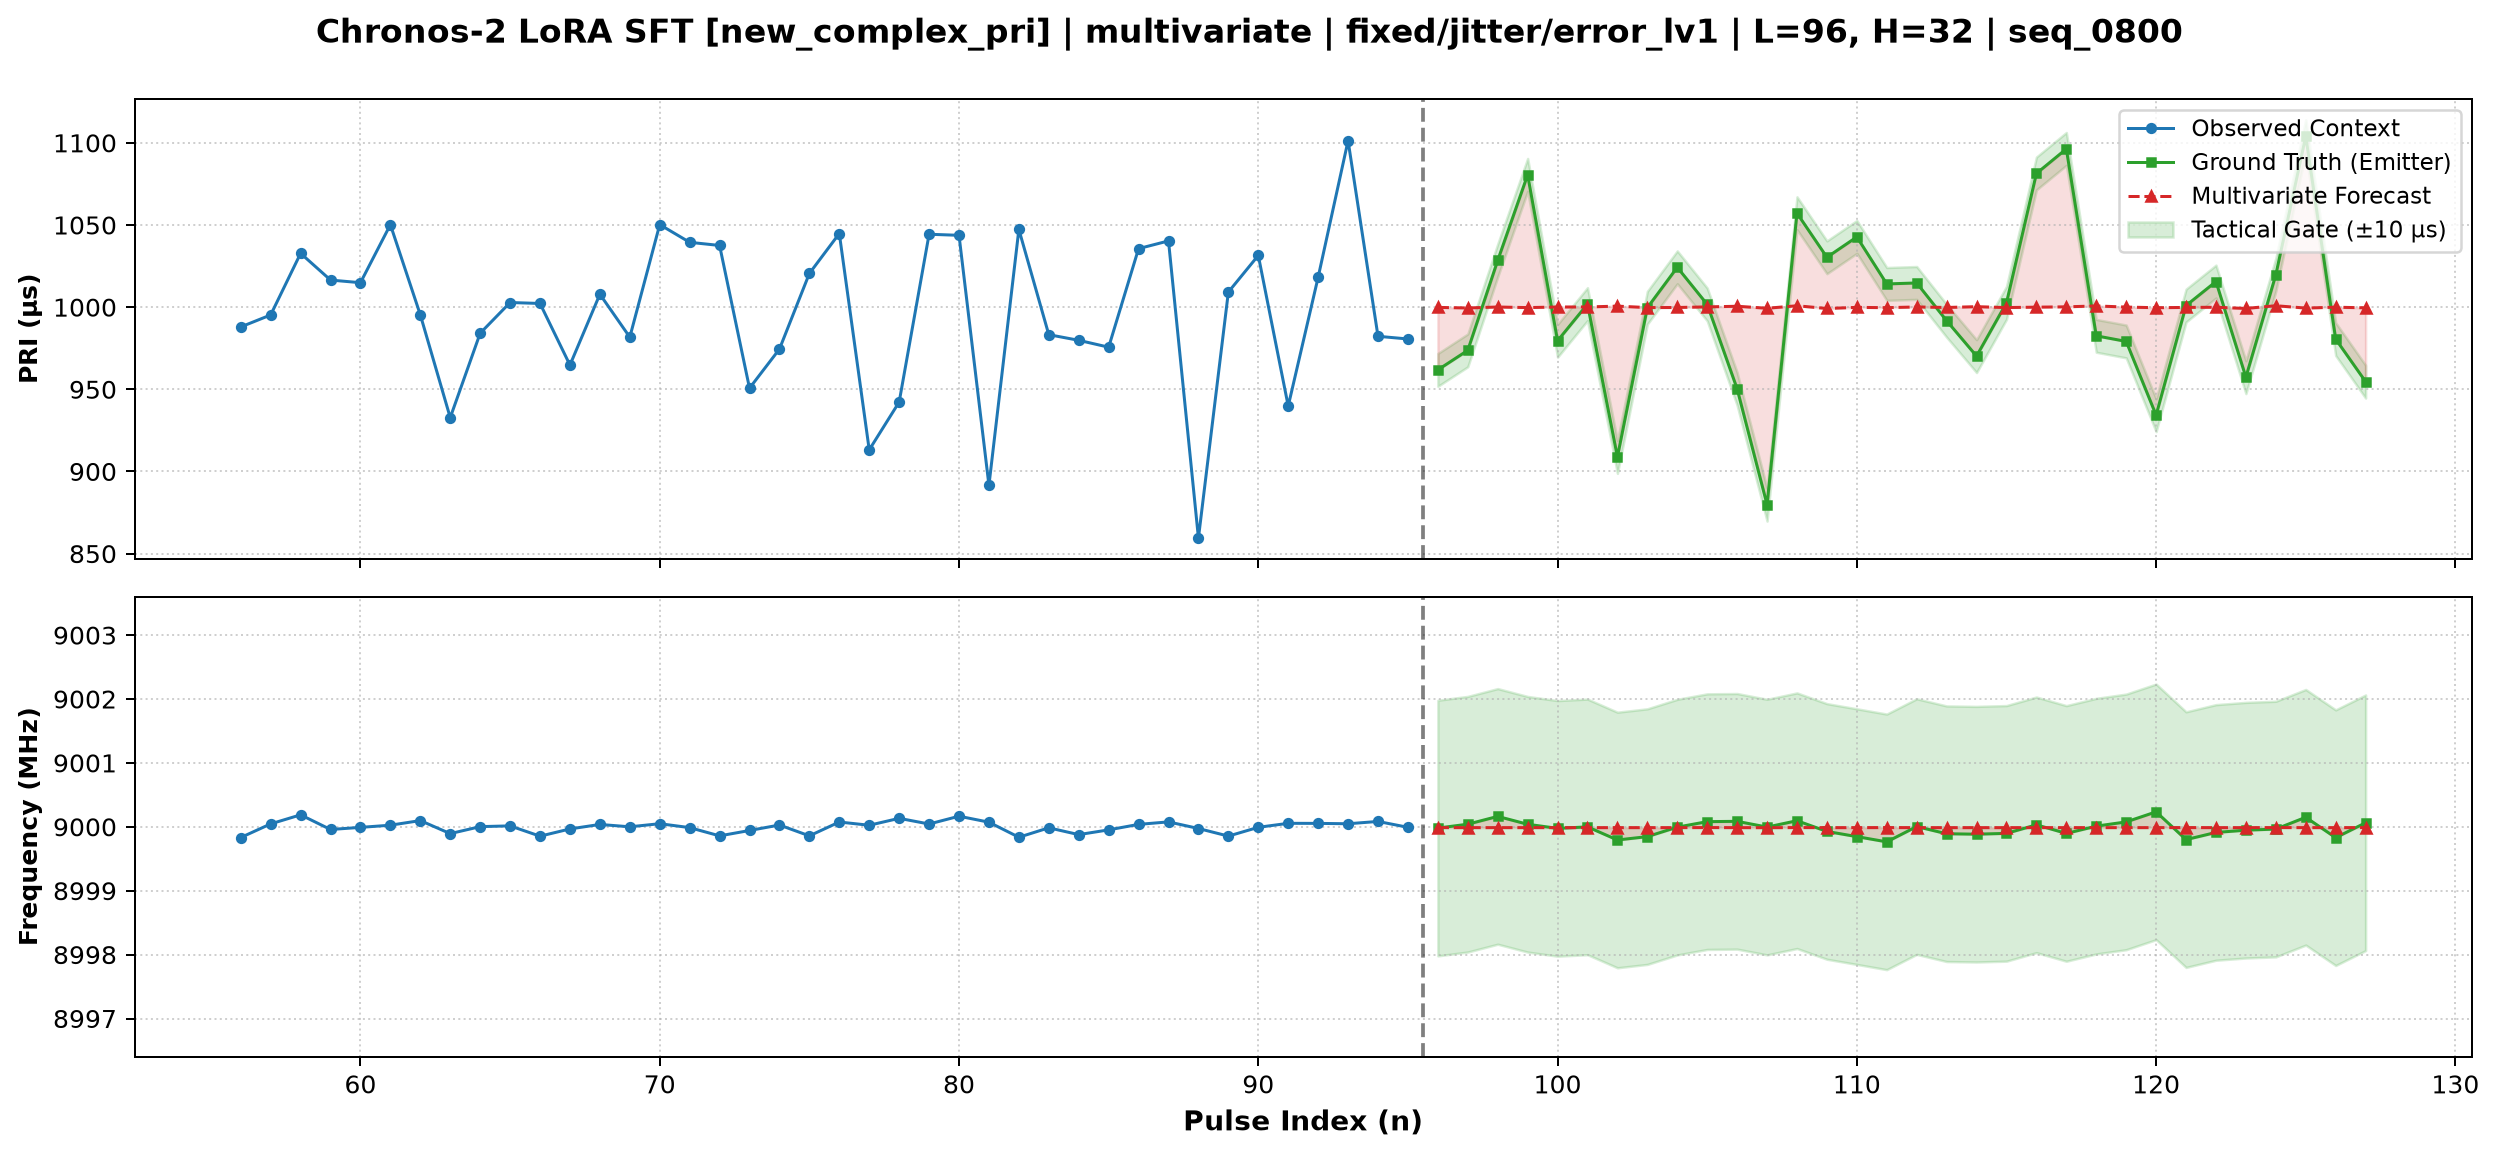 Chronos-2 LoRA SFT [new_complex_pri] | multivariate | fixed/jitter/error_lv1 | L=96, H=32 | seq_0800
Observed Context
Ground Truth (Emitter)
Multivariate Forecast
Tactical Gate (±10 µs)
PRI (µs)
1100
1050
1000
950
900
850
Frequency (MHz)
9003
9002
9001
9000
8999
8998
8997
60 70 80 90 100 110 120 130
Pulse Index (n)